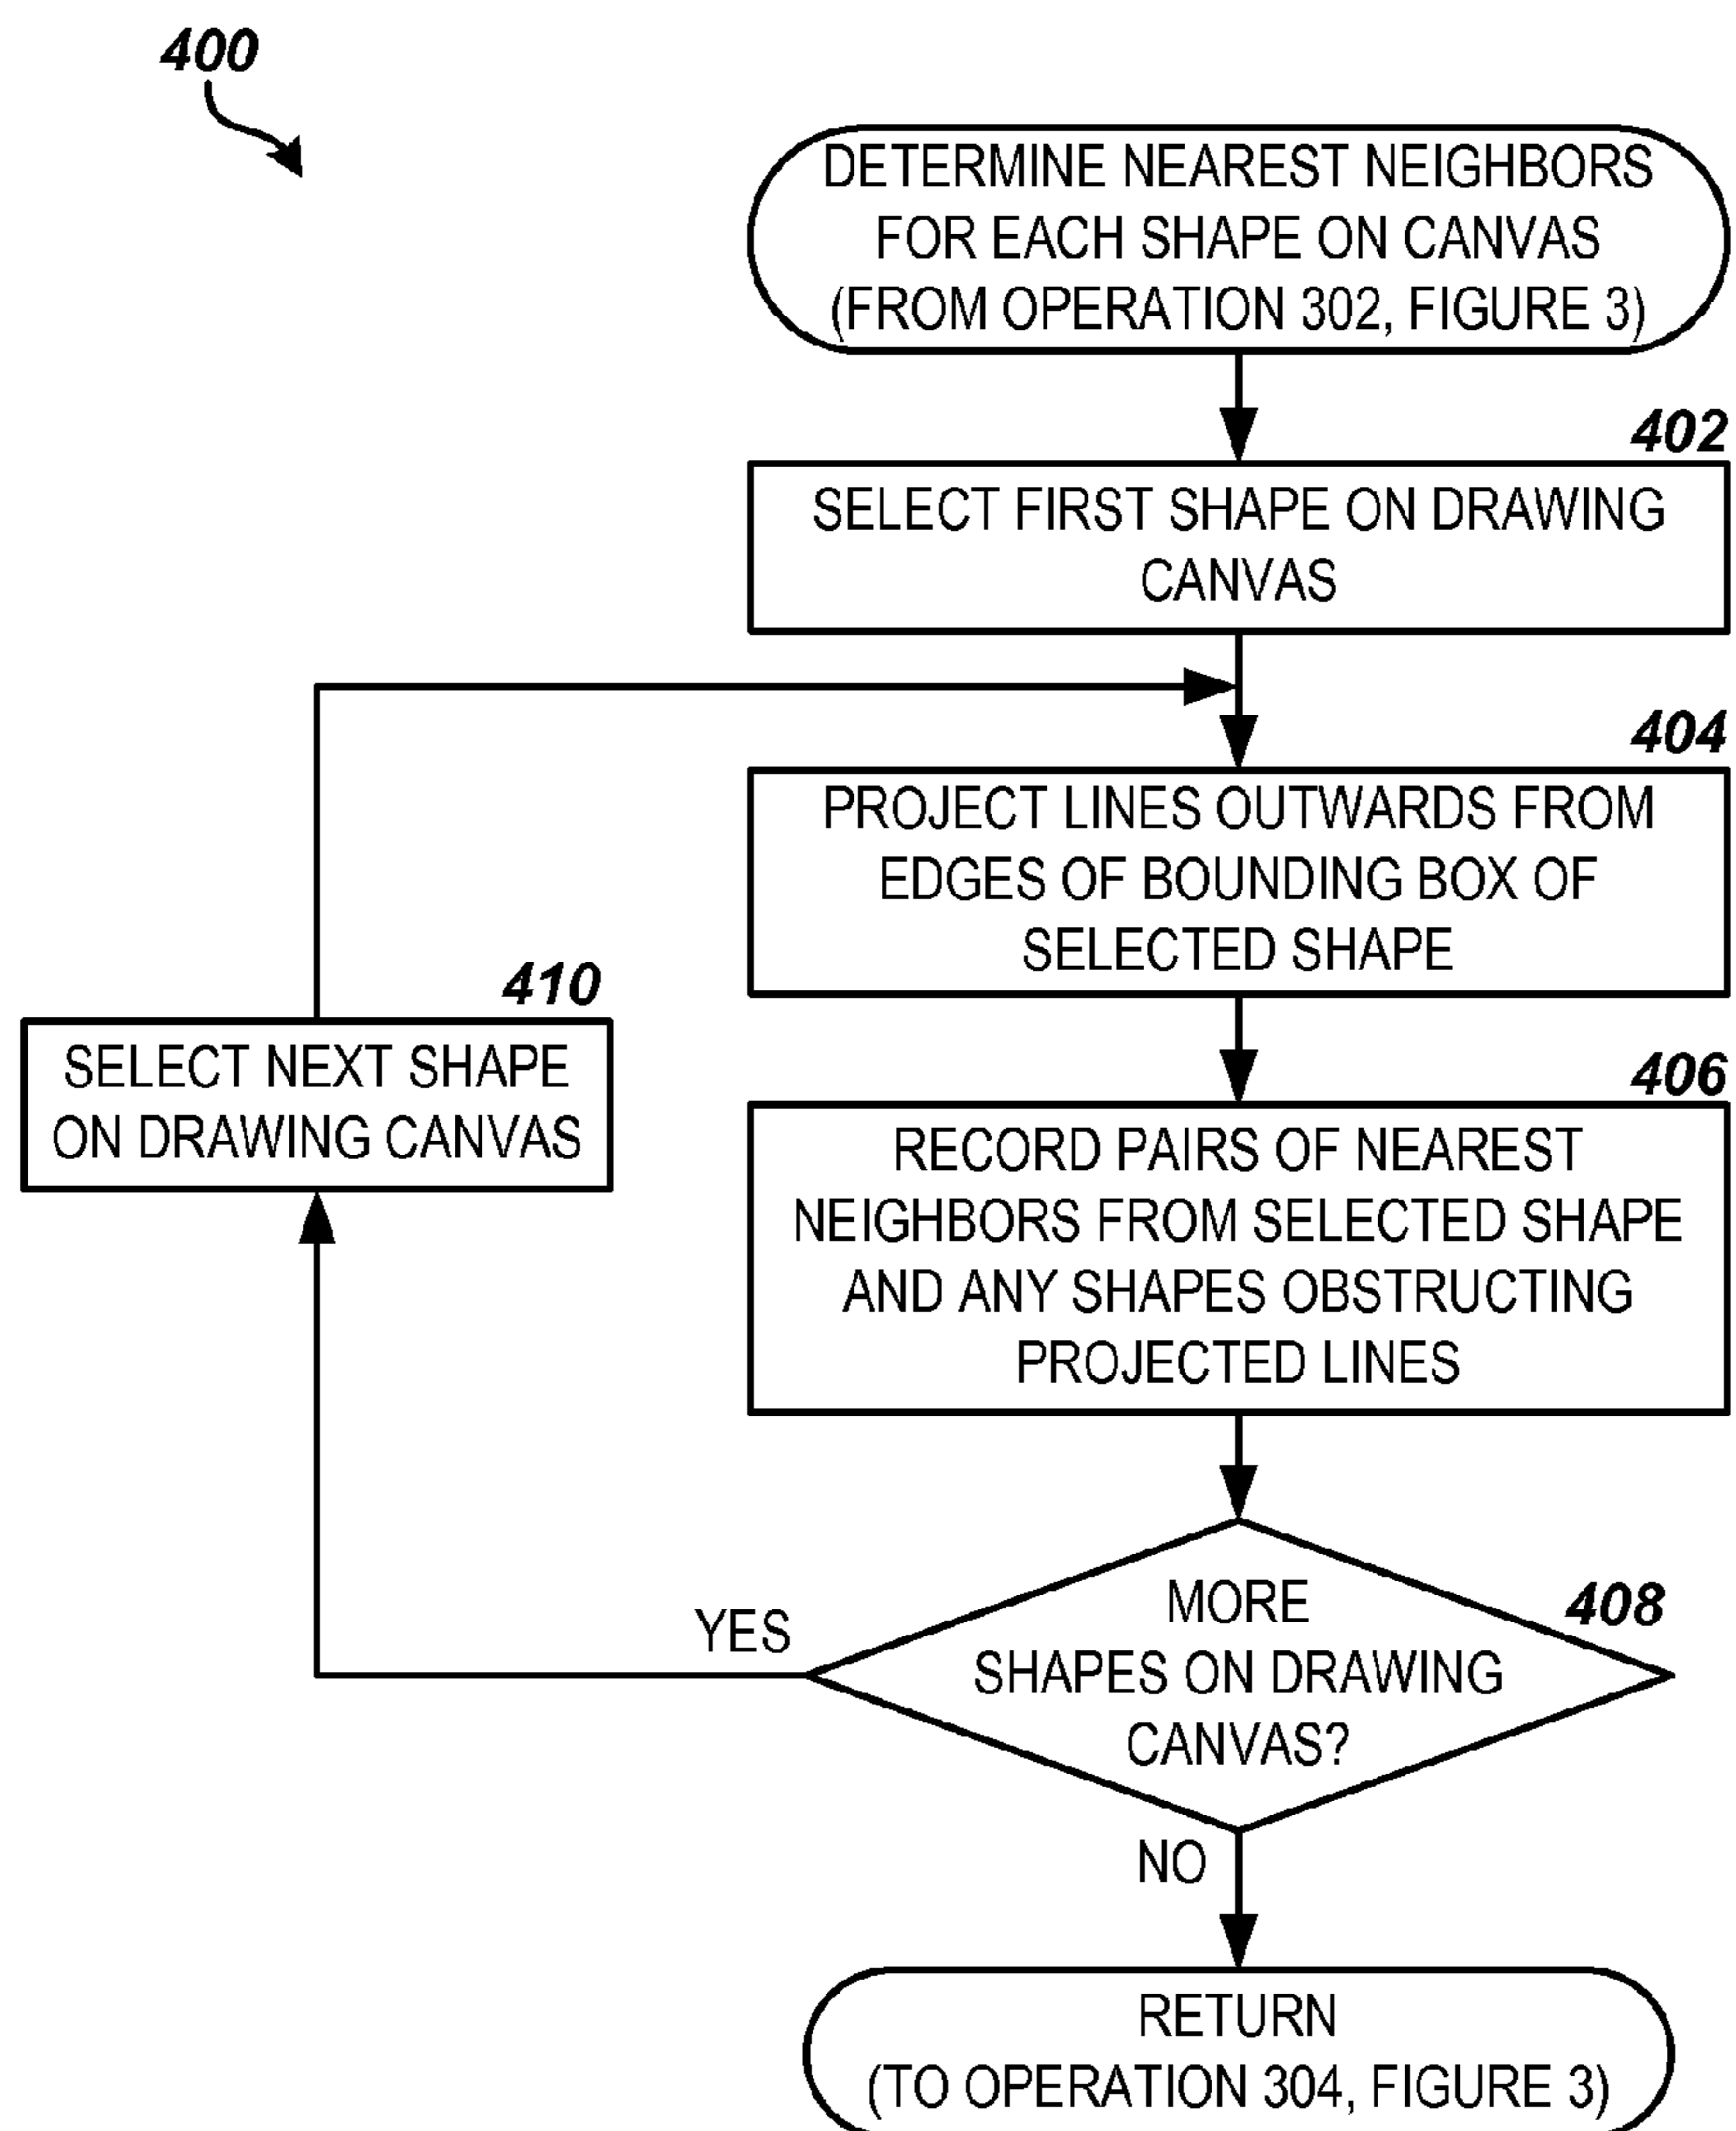 400
DETERMINE NEAREST NEIGHBORS
FOR EACH SHAPE ON CANVAS
(FROM OPERATION 302, FIGURE 3)
402
SELECT FIRST SHAPE ON DRAWING
CANVAS
404
PROJECT LINES OUTWARDS FROM
EDGES OF BOUNDING BOX OF
SELECTED SHAPE
410
SELECT NEXT SHAPE
ON DRAWING CANVAS
406
RECORD PAIRS OF NEAREST
NEIGHBORS FROM SELECTED SHAPE
AND ANY SHAPES OBSTRUCTING
PROJECTED LINES
408
MORE
SHAPES ON DRAWING
CANVAS?
YES
NO
RETURN
(TO OPERATION 304, FIGURE 3)